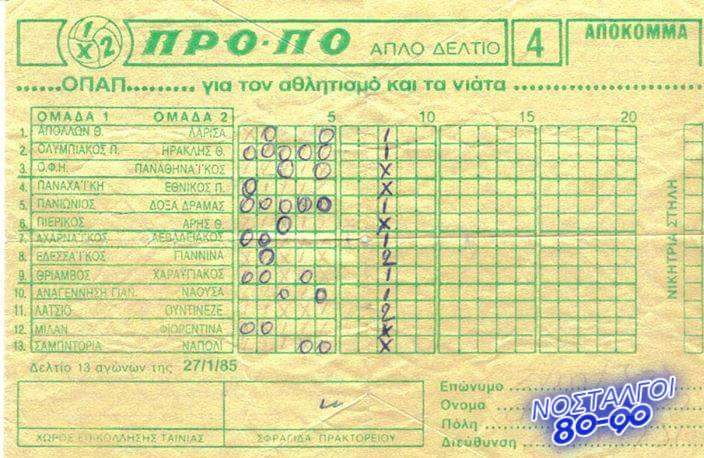 1 X 2 ΠΡΟ-ΠΟ ΑΠΛΟ ΔΕΛΤΙΟ 4 ΑΠΟΚΟΜΜΑ
......ΟΠΑΠ......... για τον αθλητισμό και τα νιάτα
ΟΜΑΔΑ 1 ΟΜΑΔΑ 2 5 10 15 20
1. ΑΠΟΛΛΩΝ Θ. ΛΑΡΙΣΑ 1
2. ΟΛΥΜΠΙΑΚΟΣ Π. ΗΡΑΚΛΗΣ Θ. 1
3. Ο.Φ.Η. ΠΑΝΑΘΗΝΑΪΚΟΣ X
4. ΠΑΝΑΧΑΪΚΗ ΕΘΝΙΚΟΣ Π. X
5. ΠΑΝΙΩΝΙΟΣ ΔΟΞΑ ΔΡΑΜΑΣ 1
6. ΠΙΕΡΙΚΟΣ ΑΡΗΣ Θ. X
7. ΑΧΑΡΝΑΪΚΟΣ ΛΕΒΑΔΕΙΑΚΟΣ 1
8. ΕΔΕΣΣΑΪΚΟΣ ΓΙΑΝΝΙΝΑ 2
9. ΘΡΙΑΜΒΟΣ ΧΑΡΑΥΓΙΑΚΟΣ 1
10. ΑΝΑΓΕΝΝΗΣΗ ΓΙΑΝ. ΝΑΟΥΣΑ 1
11. ΛΑΤΣΙΟ ΟΥΝΤΙΝΕΖΕ 2
12. ΜΙΛΑΝ ΦΙΟΡΕΝΤΙΝΑ X
13. ΣΑΜΠΝΤΟΡΙΑ ΝΑΠΟΛΙ X
ΝΙΚΗΤΡΙΑ ΣΤΗΛΗ
Δελτίο 13 αγώνων της 27/1/85
ΧΩΡΟΣ ΕΠΙΚΟΛΛΗΣΗΣ ΤΑΙΝΙΑΣ ΣΦΡΑΓΙΔΑ ΠΡΑΚΤΟΡΕΙΟΥ
Επώνυμο
Όνομα
Πόλη
Διεύθυνση
ΝΟΣΤΑΛΓΟΙ
80-90